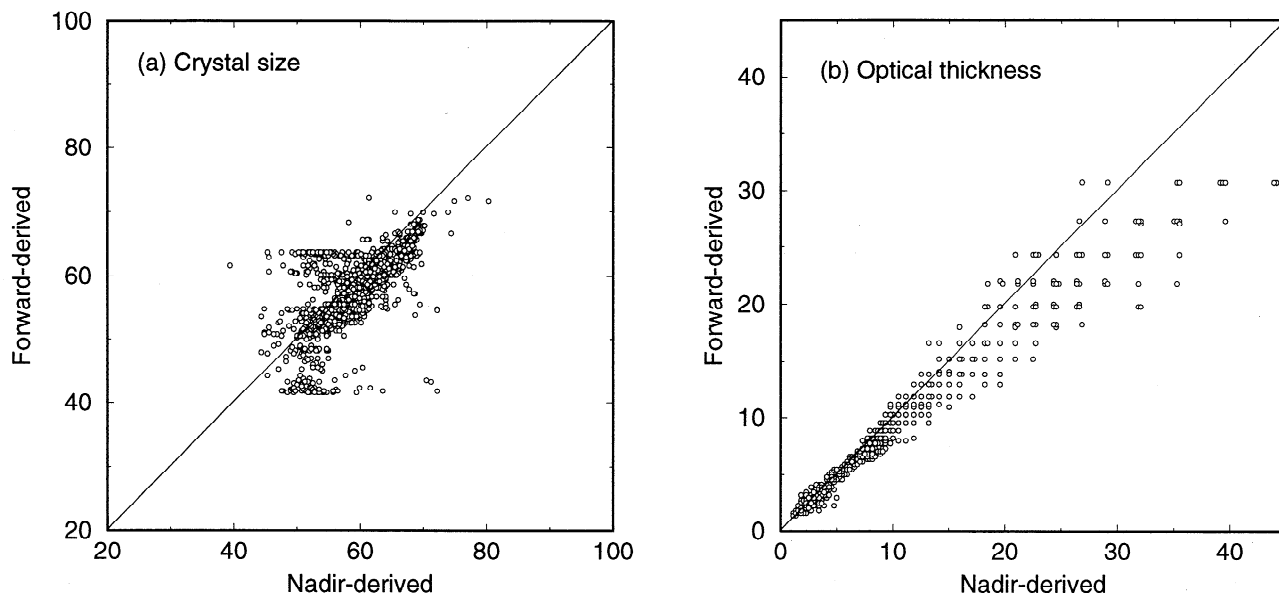 (a) Crystal size
100
80
60
40
20
20 40 60 80 100
Forward-derived
Nadir-derived
(b) Optical thickness
40
30
20
10
0
0 10 20 30 40
Forward-derived
Nadir-derived